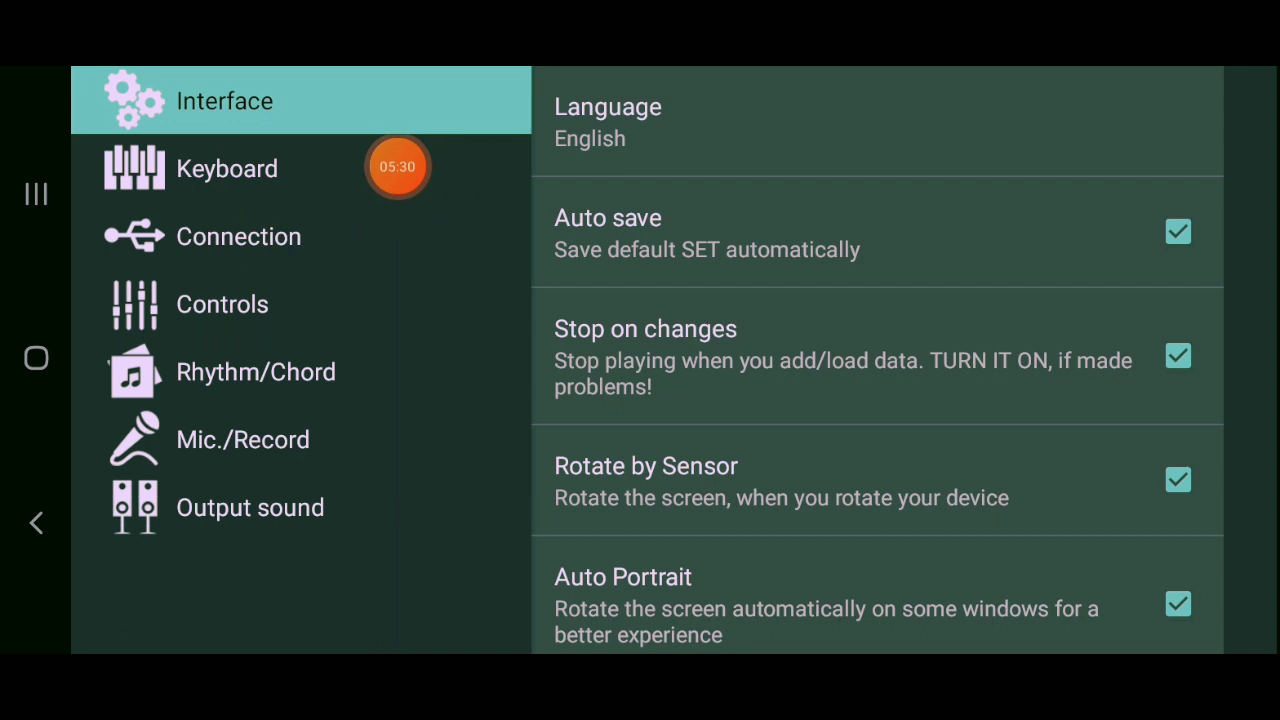 Interface
Keyboard
05:30
Connection
Controls
Rhythm/Chord
Mic./Record
Output sound
Language
English
Auto save
Save default SET automatically
Stop on changes
Stop playing when you add/load data. TURN IT ON, if made
problems!
Rotate by Sensor
Rotate the screen, when you rotate your device
Auto Portrait
Rotate the screen automatically on some windows for a
better experience